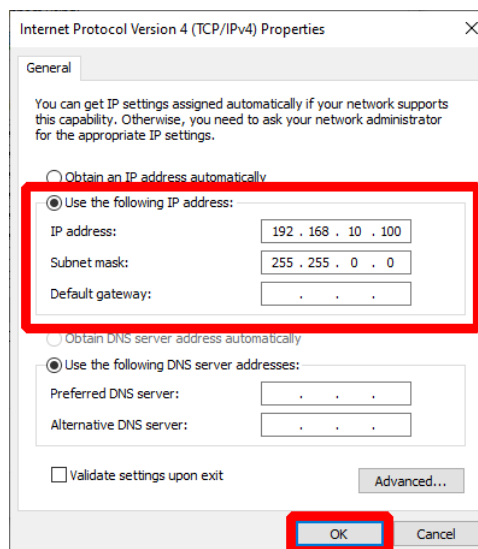 Internet Protocol Version 4 (TCP/IPv4) Properties
General
You can get IP settings assigned automatically if your network supports
this capability. Otherwise, you need to ask your network administrator
for the appropriate IP settings.
Obtain an IP address automatically
Use the following IP address:
IP address: 192 . 168 . 10 . 100
Subnet mask: 255 . 255 . 0 . 0
Default gateway: . . .
Obtain DNS server address automatically
Use the following DNS server addresses:
Preferred DNS server: . . .
Alternative DNS server: . . .
Validate settings upon exit
Advanced...
OK Cancel